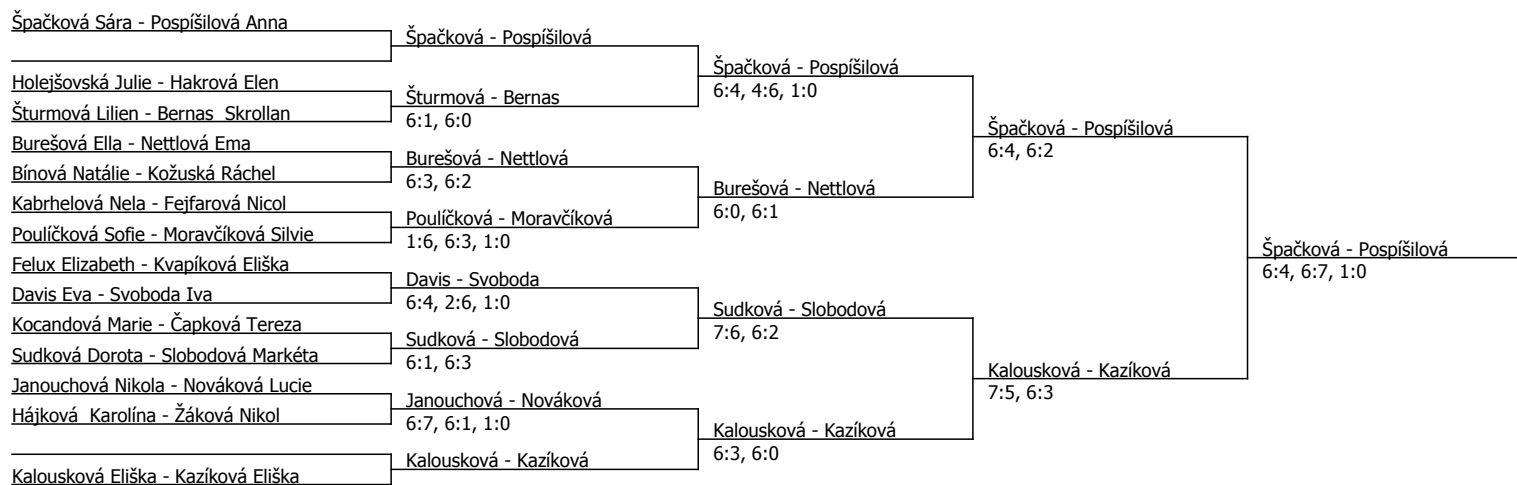 Špačková Sára - Pospíšilová Anna
Holejšovská Julie - Hakrová Elen
Šturmová Lilien - Bernas  Skrollan
Burešová Ella - Nettlová Ema
Bínová Natálie - Kožuská Ráchel
Kabrhelová Nela - Fejfarová Nicol
Poulíčková Sofie - Moravčíková Silvie
Felux Elizabeth - Kvapíková Eliška
Davis Eva - Svoboda Iva
Kocandová Marie - Čapková Tereza
Sudková Dorota - Slobodová Markéta
Janouchová Nikola - Nováková Lucie
Hájková  Karolína - Žáková Nikol
Kalousková Eliška - Kazíková Eliška
Špačková - Pospíšilová
Šturmová - Bernas
6:1, 6:0
Burešová - Nettlová
6:3, 6:2
Poulíčková - Moravčíková
1:6, 6:3, 1:0
Davis - Svoboda
6:4, 2:6, 1:0
Sudková - Slobodová
6:1, 6:3
Janouchová - Nováková
6:7, 6:1, 1:0
Kalousková - Kazíková
Špačková - Pospíšilová
6:4, 4:6, 1:0
Burešová - Nettlová
6:0, 6:1
Sudková - Slobodová
7:6, 6:2
Kalousková - Kazíková
6:3, 6:0
Špačková - Pospíšilová
6:4, 6:2
Kalousková - Kazíková
7:5, 6:3
Špačková - Pospíšilová
6:4, 6:7, 1:0